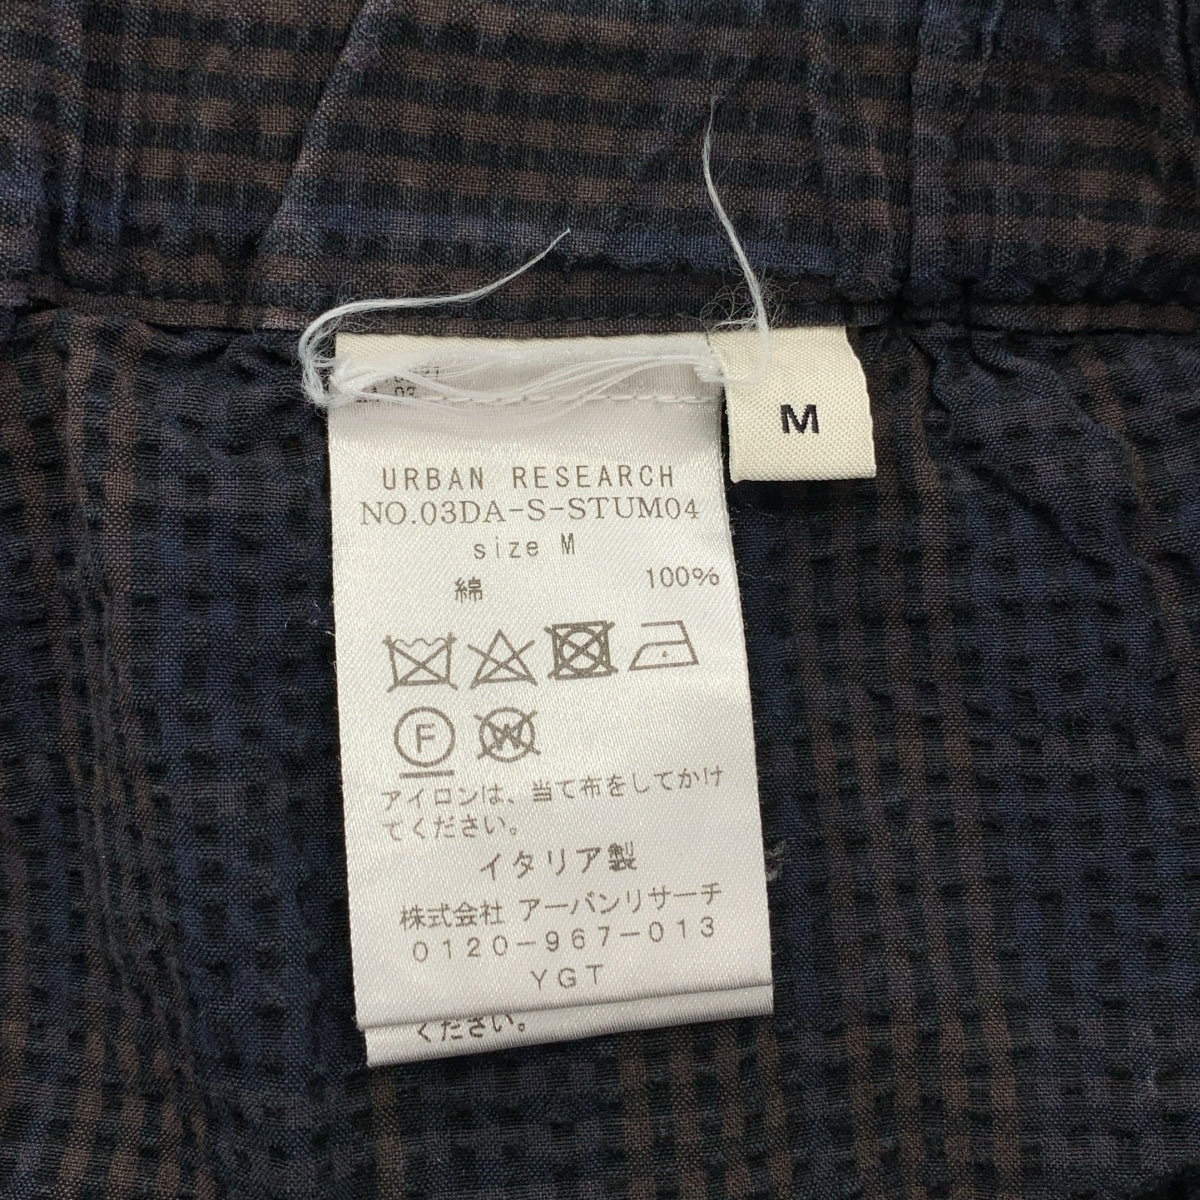 M
URBAN RESEARCH
NO.03DA-S-STUM04
size M
綿 100%
F
W
アイロンは、当て布をしてかけ
てください。
イタリア製
株式会社 アーバンリサーチ
0120-967-013
YGT
ください。